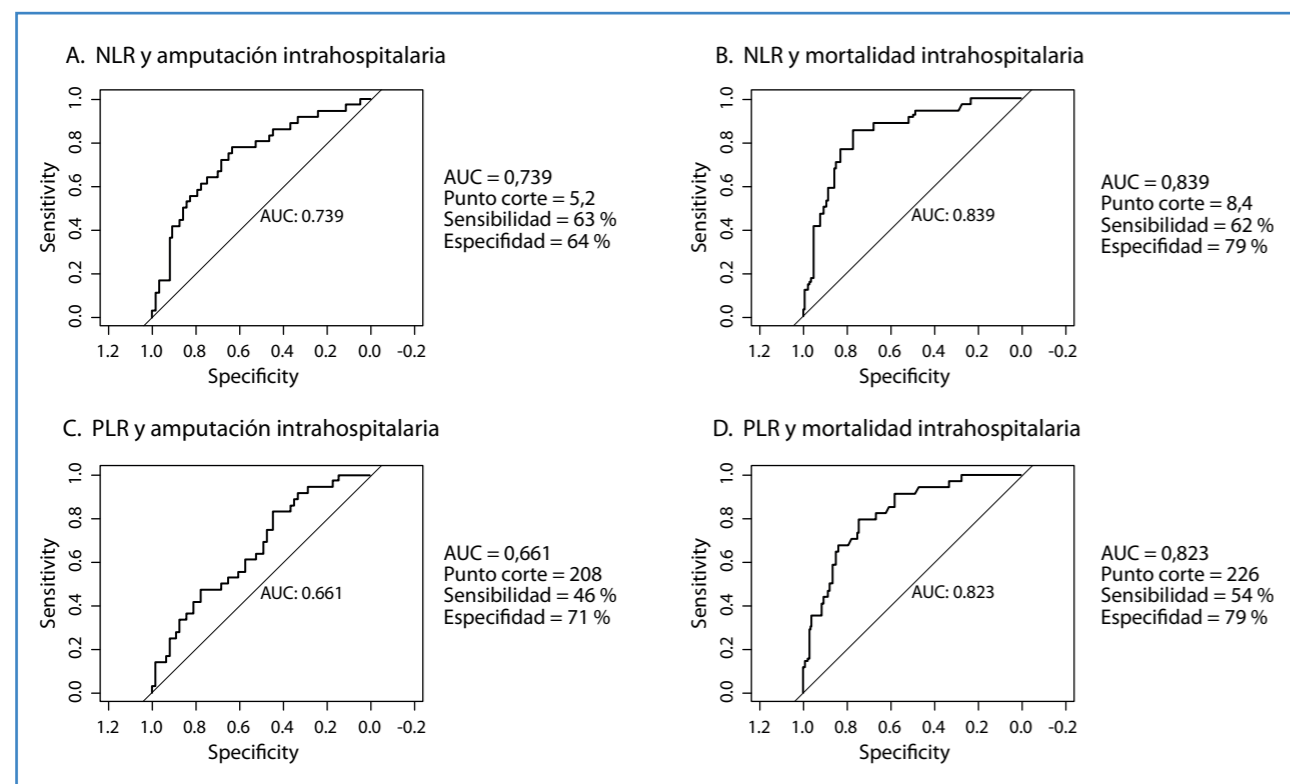 A. NLR y amputación intrahospitalaria
Sensitivity
0.0 0.2 0.4 0.6 0.8 1.0
AUC: 0.739
1.2 1.0 0.8 0.6 0.4 0.2 0.0 -0.2
Specificity
AUC = 0,739
Punto corte = 5,2
Sensibilidad = 63 %
Especifidad = 64 %
B. NLR y mortalidad intrahospitalaria
Sensitivity
0.0 0.2 0.4 0.6 0.8 1.0
AUC: 0.839
1.2 1.0 0.8 0.6 0.4 0.2 0.0 -0.2
Specificity
AUC = 0,839
Punto corte = 8,4
Sensibilidad = 62 %
Especifidad = 79 %
C. PLR y amputación intrahospitalaria
Sensitivity
0.0 0.2 0.4 0.6 0.8 1.0
AUC: 0.661
1.2 1.0 0.8 0.6 0.4 0.2 0.0 -0.2
Specificity
AUC = 0,661
Punto corte = 208
Sensibilidad = 46 %
Especifidad = 71 %
D. PLR y mortalidad intrahospitalaria
Sensitivity
0.0 0.2 0.4 0.6 0.8 1.0
AUC: 0.823
1.2 1.0 0.8 0.6 0.4 0.2 0.0 -0.2
Specificity
AUC = 0,823
Punto corte = 226
Sensibilidad = 54 %
Especifidad = 79 %